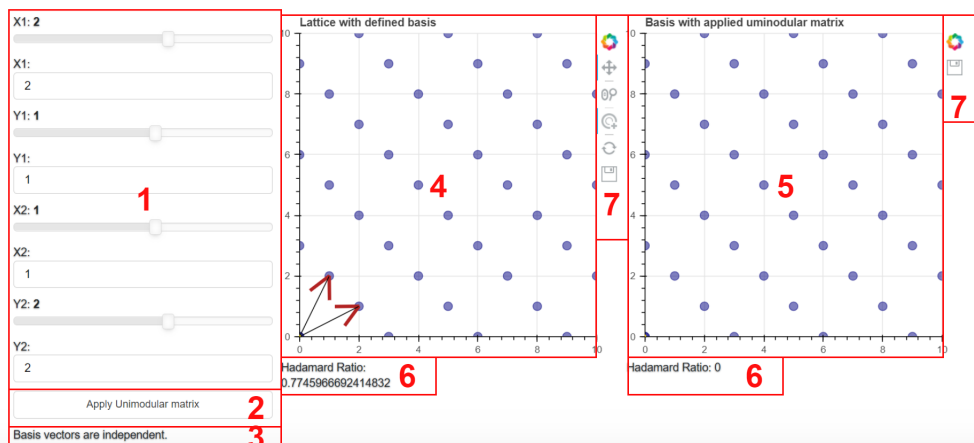 X1: 2
X1:
2
Y1: 1
Y1:
1
1
X2: 1
X2:
1
Y2: 2
Y2:
2
Apply Unimodular matrix
2
Basis vectors are independent.
3
Lattice with defined basis
10
8
6
4
2
0
0
2
4
6
8
10
4
7
Hadamard Ratio:
0.7745966692414832
6
Basis with applied uminodular matrix
10
8
6
4
2
0
0
2
4
6
8
10
5
7
Hadamard Ratio: 0
6